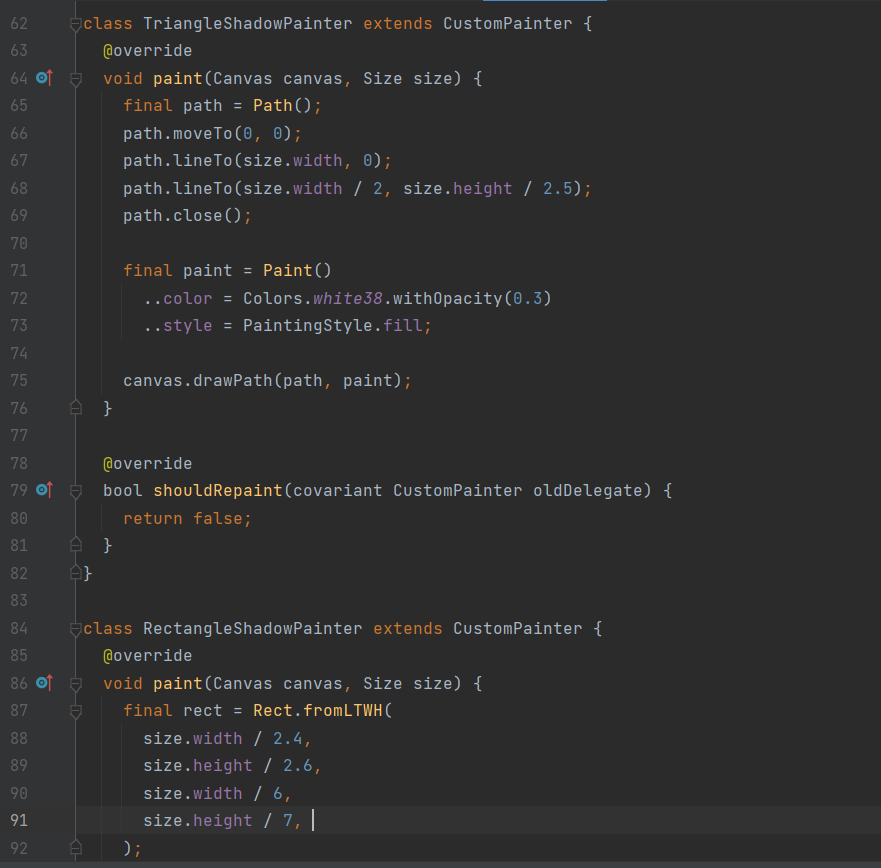 62 class TriangleShadowPainter extends CustomPainter {
63 @override
64 void paint(Canvas canvas, Size size) {
65 final path = Path();
66 path.moveTo(0, 0);
67 path.lineTo(size.width, 0);
68 path.lineTo(size.width / 2, size.height / 2.5);
69 path.close();
70
71 final paint = Paint()
72 ..color = Colors.white38.withOpacity(0.3)
73 ..style = PaintingStyle.fill;
74
75 canvas.drawPath(path, paint);
76 }
77
78 @override
79 bool shouldRepaint(covariant CustomPainter oldDelegate) {
80 return false;
81 }
82 }
83
84 class RectangleShadowPainter extends CustomPainter {
85 @override
86 void paint(Canvas canvas, Size size) {
87 final rect = Rect.fromLTWH(
88 size.width / 2.4,
89 size.height / 2.6,
90 size.width / 6,
91 size.height / 7,
92 );